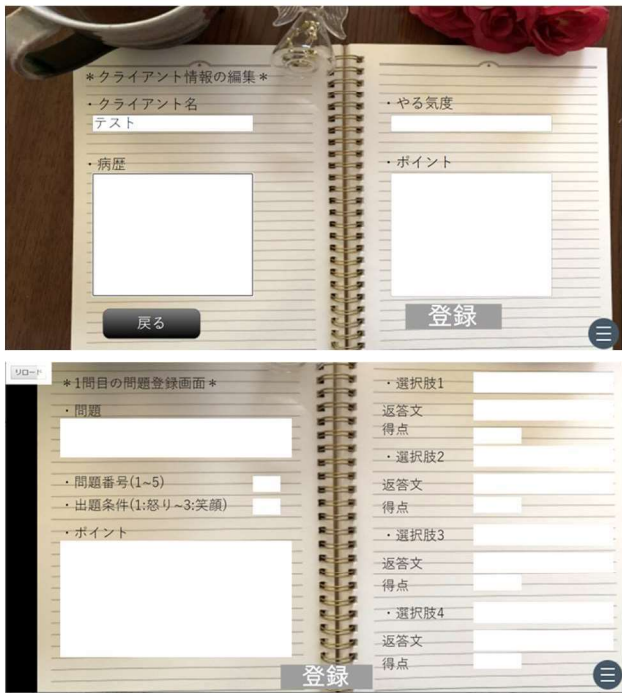 ＊クライアント情報の編集＊
・クライアント名
テスト
・病歴
戻る
・やる気度
・ポイント
登録
リロード
＊1問目の問題登録画面＊
・問題
・問題番号(1~5)
・出題条件(1:怒り~3:笑顔)
・ポイント
・選択肢1
返答文
得点
・選択肢2
返答文
得点
・選択肢3
返答文
得点
・選択肢4
返答文
得点
登録